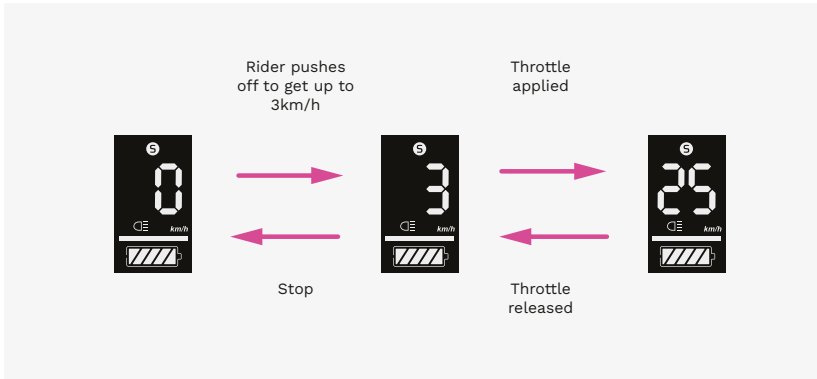 Rider pushes
off to get up to
3km/h
Throttle
applied
S
0
km/h
S
3
km/h
S
25
km/h
Stop
Throttle
released